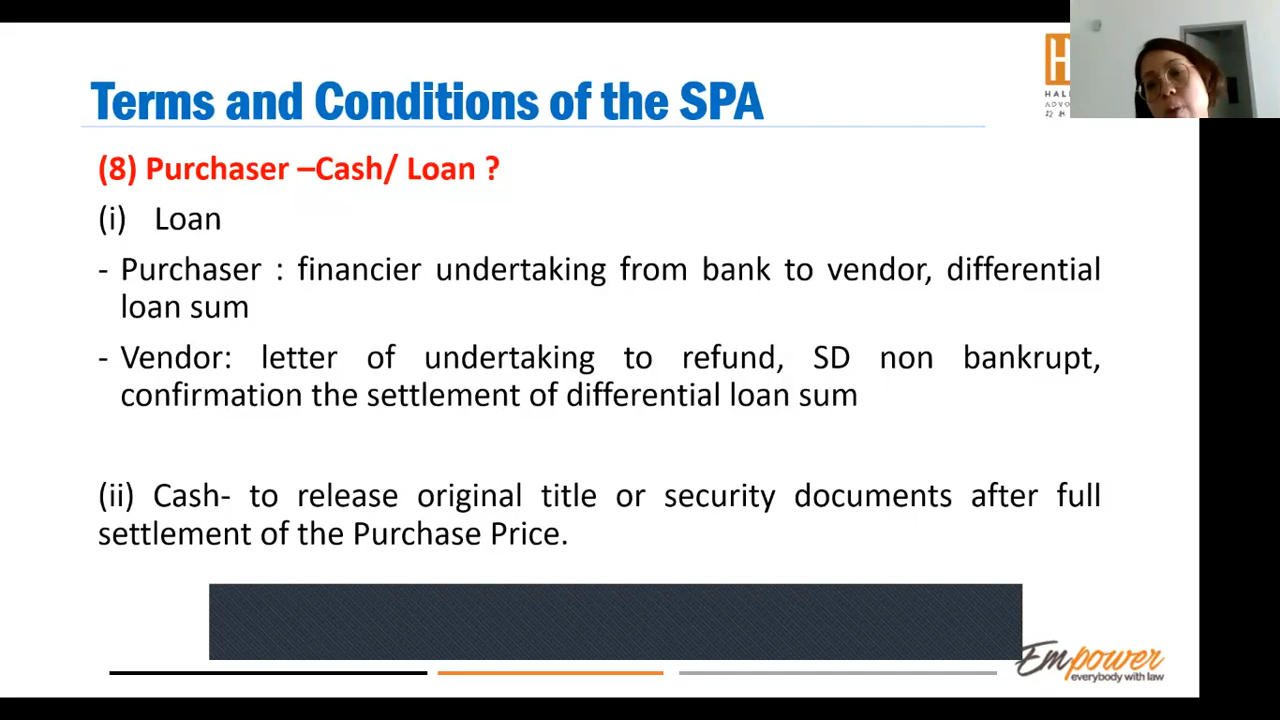 Terms and Conditions of the SPA
(8) Purchaser –Cash/ Loan ?
(i) Loan
- Purchaser : financier undertaking from bank to vendor, differential
loan sum
- Vendor: letter of undertaking to refund, SD non bankrupt,
confirmation the settlement of differential loan sum
(ii) Cash- to release original title or security documents after full
settlement of the Purchase Price.
Empower
everybody with law